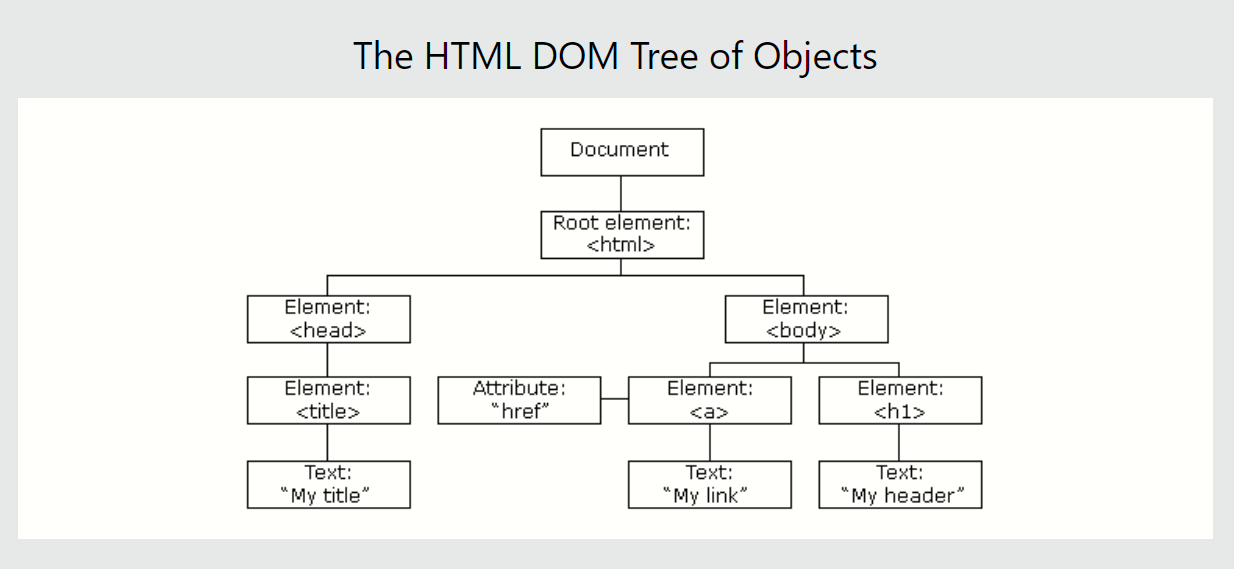 The HTML DOM Tree of Objects
Document
Root element:
<html>
Element:
<head>
Element:
<body>
Element:
<title>
Attribute:
“href”
Element:
<a>
Element:
<h1>
Text:
“My title”
Text:
“My link”
Text:
“My header”